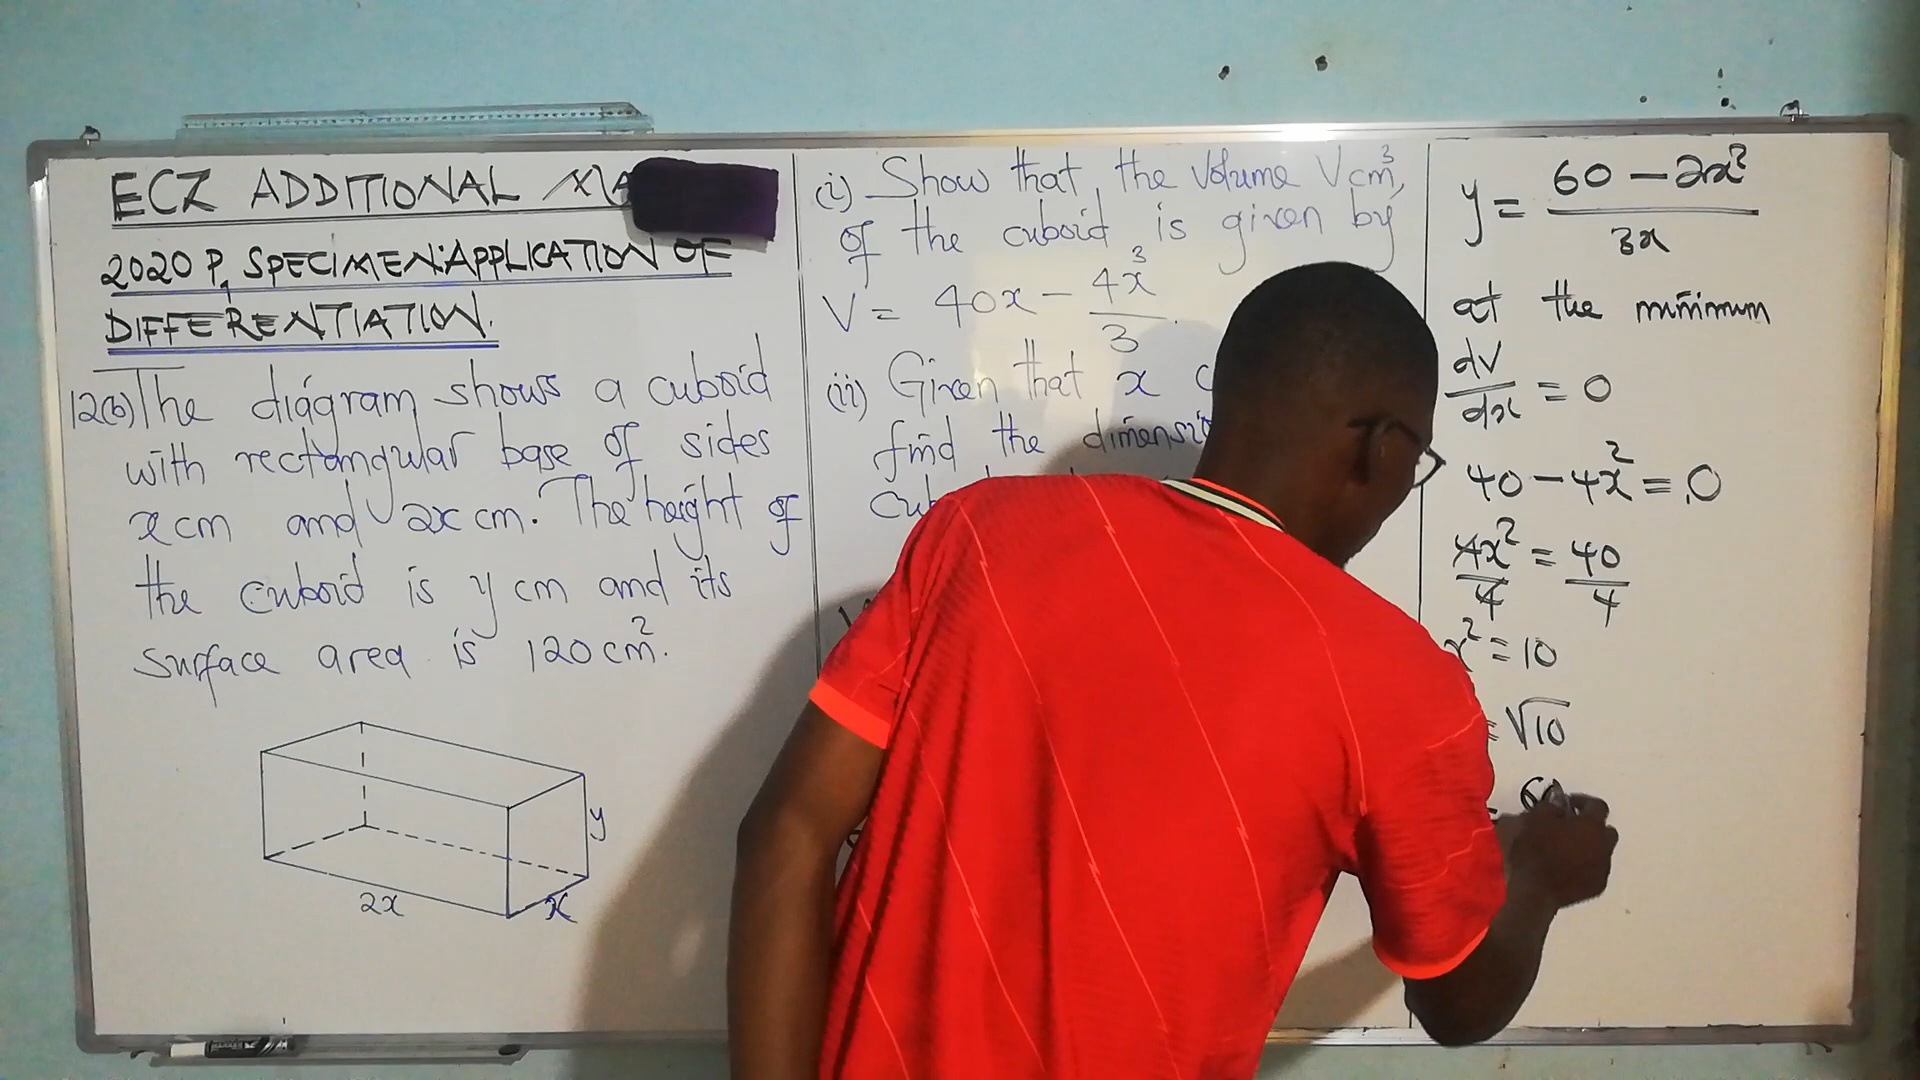 ECZ ADDITIONAL MA
2020 P1 SPECIMEN: APPLICATION OF
DIFFERENTIATION.
12(b) The diagram shows a cuboid
with rectangular base of sides
x cm and 2x cm. The height of
the cuboid is y cm and its
surface area is 120 cm².
y
2x
x
(i) Show that, the volume V cm³,
of the cuboid is given by
V = 40x - 4x³/3.
(ii) Given that x
find the
y = (60 - 2x²)/3x
at the minimum
dV/dx = 0
40 - 4x² = 0
4x²/4 = 40/4
x² = 10
= √10